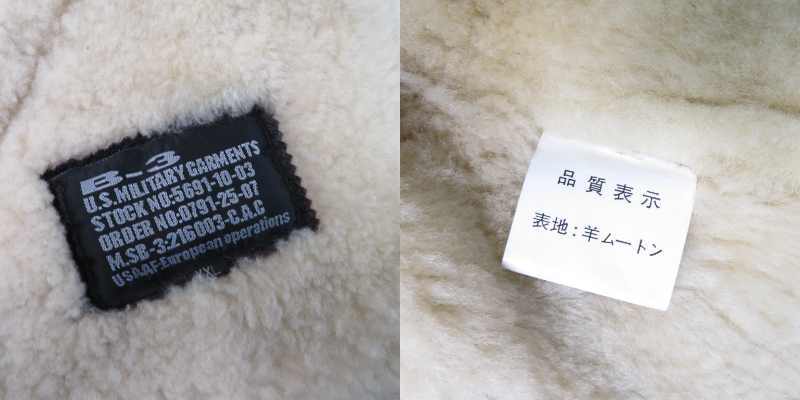 B-3
U.S.MILITARY GARMENTS
STOCK NO:5691-10-03
ORDER NO:0791-25-07
M.SB-3:216003-C.A.C
USAAF-European operations
XXL
品質表示
表地:羊ムートン